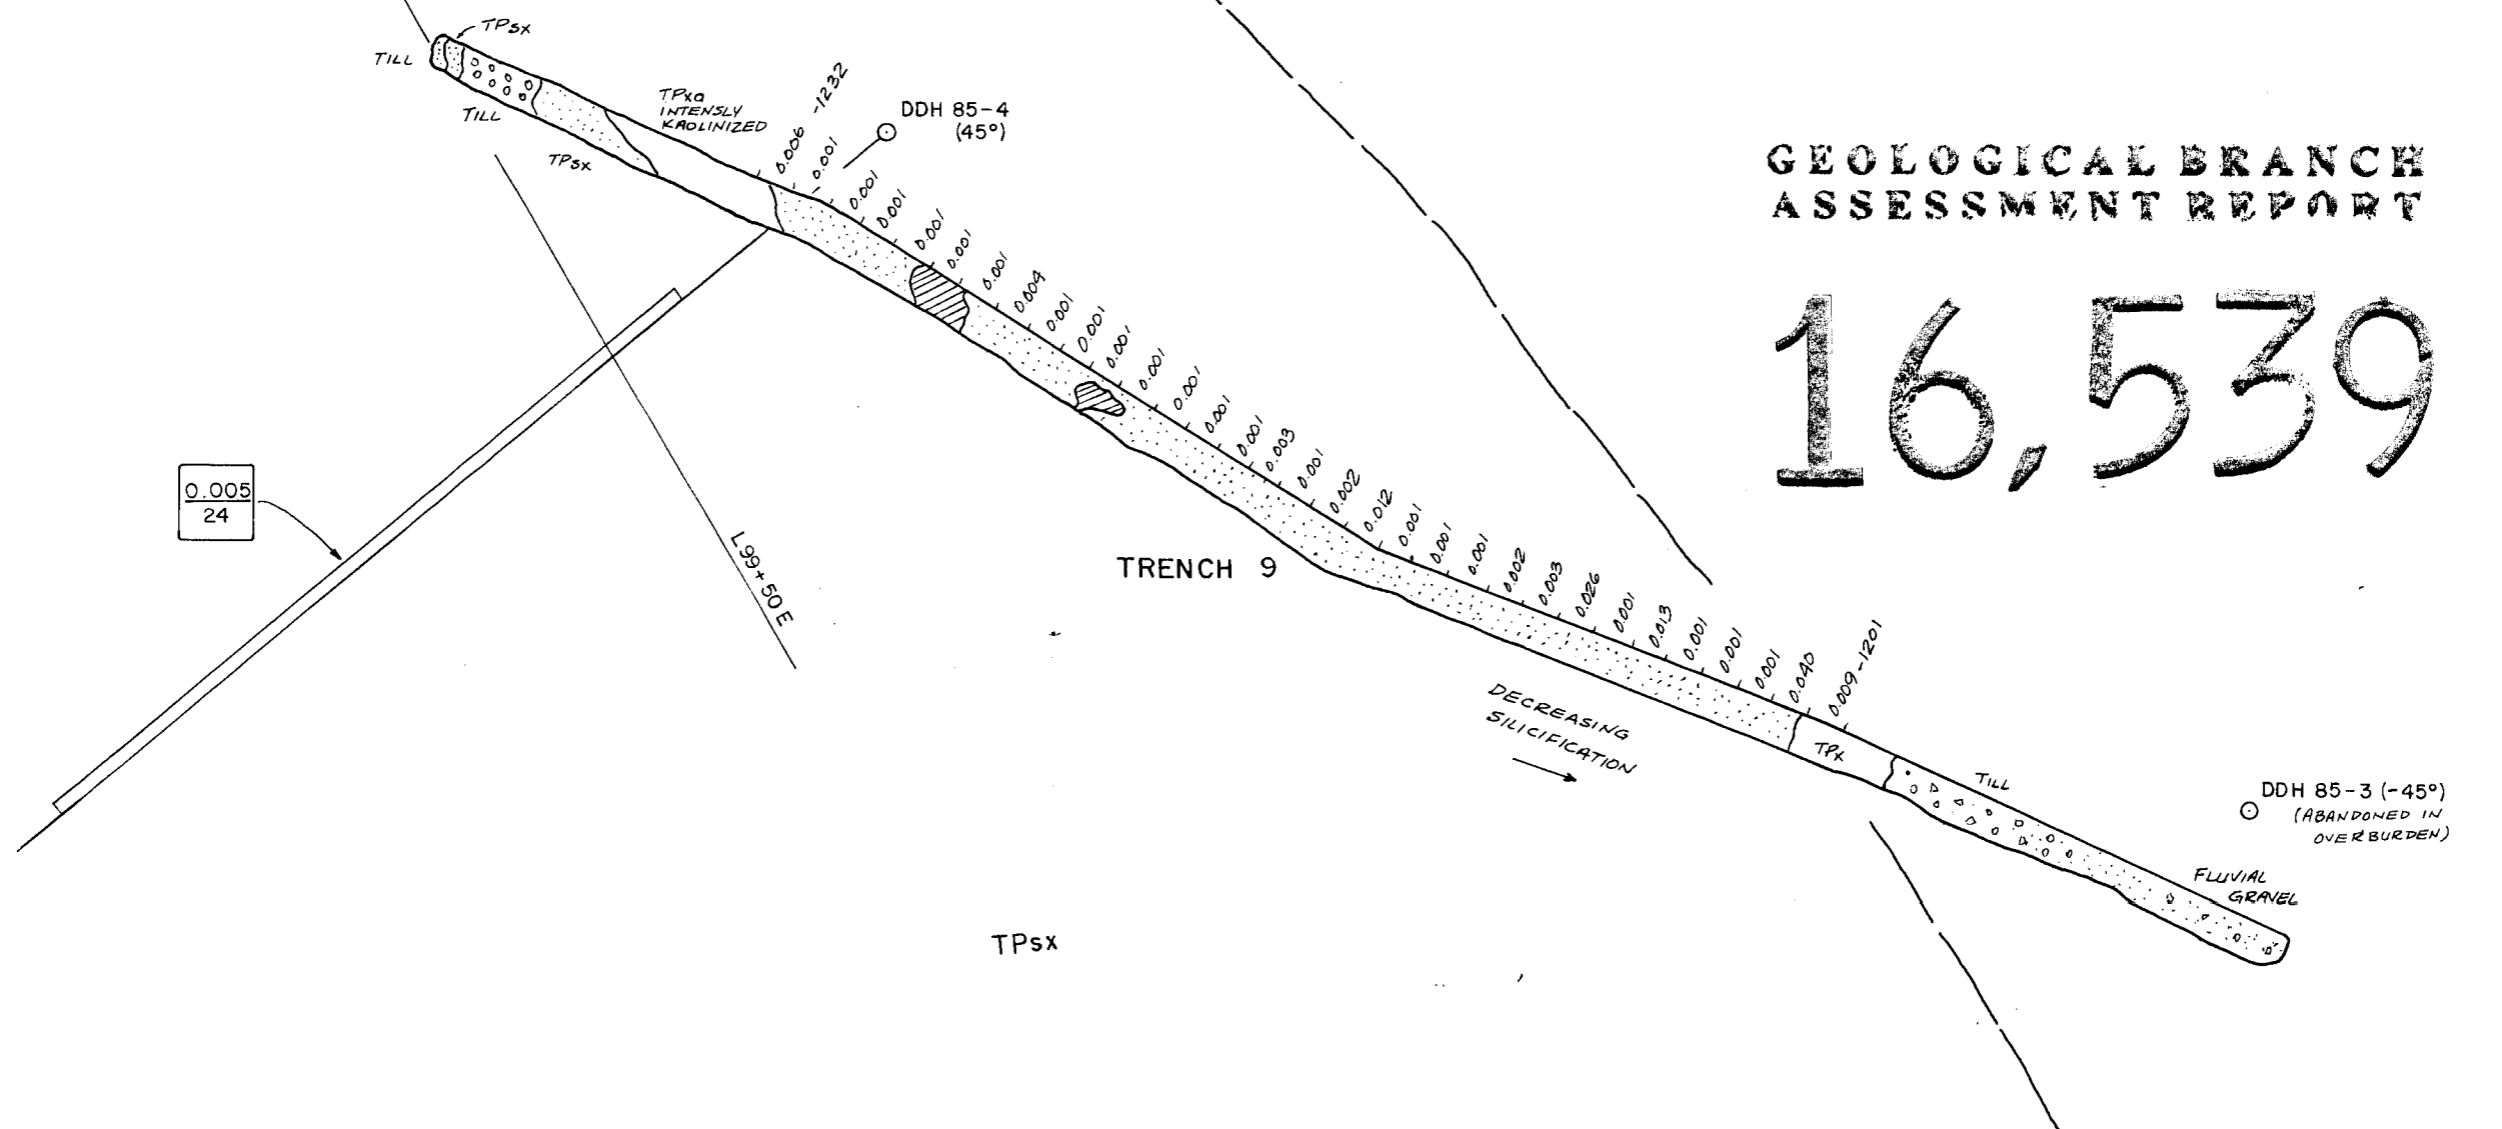 TPsx
TILL
TILL
TPsx
TPxa
INTENSLY
KAOLINIZED
DDH 85-4
(45°)
GEOLOGICAL BRANCH
ASSESSMENT REPORT
16,539
0.006 -1232
0.001
0.001
0.001
0.001
0.001
0.001
0.004
0.001
0.001
0.001
0.001
0.001
0.001
0.001
0.003
0.001
0.002
0.012
0.001
0.001
0.001
0.002
0.003
0.026
0.001
0.013
0.001
0.001
0.001
0.040
0.009-1201
0.005
24
L99+50E
TRENCH 9
DECREASING
SILICIFICATION
TPx
TILL
DDH 85-3 (-45°)
(ABANDONED IN
OVERBURDEN)
FLUVIAL
GRAVEL
TPsx